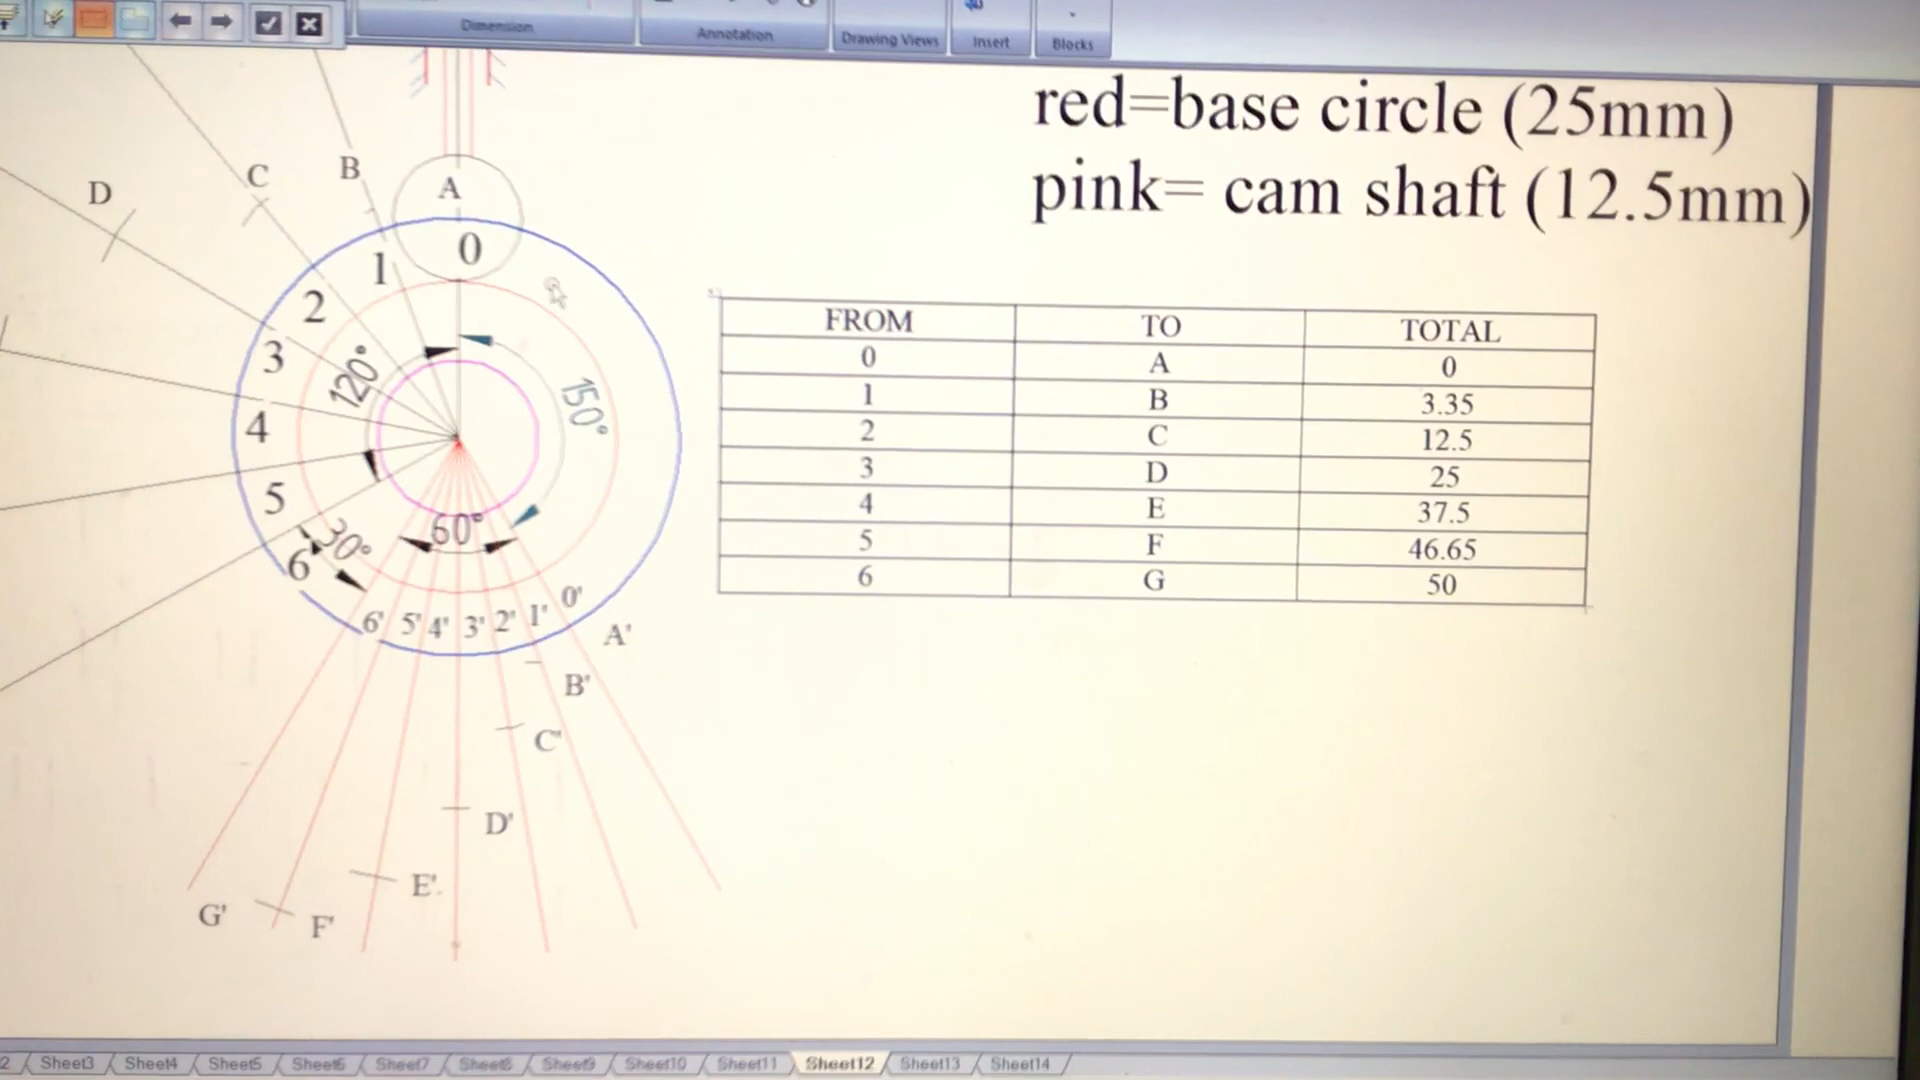 Dimension
Annotation
Drawing Views
Insert
Blocks
red=base circle (25mm)
pink= cam shaft (12.5mm)
A
B
C
D
0
1
2
3
4
5
6
120°
150°
60°
30°
FROM TO TOTAL
0 A 0
1 B 3.35
2 C 12.5
3 D 25
4 E 37.5
5 F 46.65
6 G 50
6' 5' 4' 3' 2' 1' 0'
A'
B'
C'
D'
E'
G' F'
2 Sheet3 Sheet4 Sheet5 Sheet6 Sheet7 Sheet8 Sheet9 Sheet10 Sheet11 Sheet12 Sheet13 Sheet14